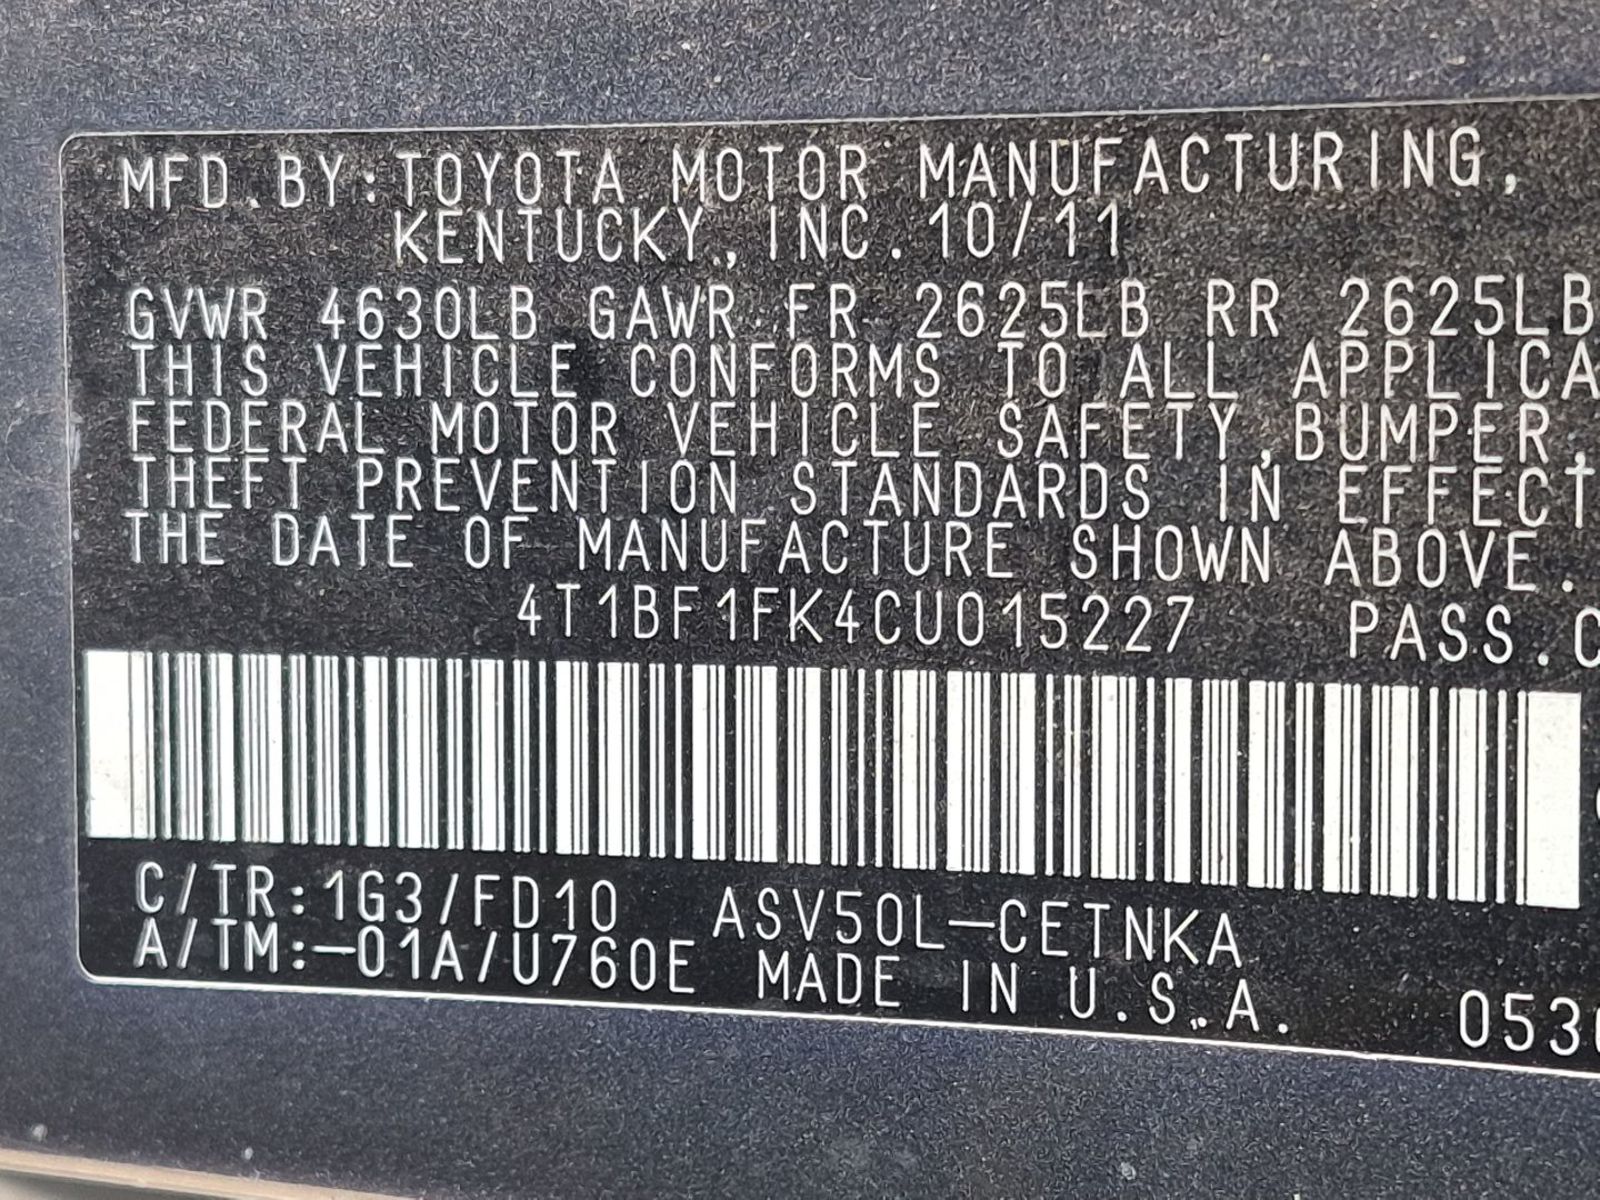 MFD. BY: TOYOTA MOTOR MANUFACTURING,
KENTUCKY, INC. 10/11
GVWR 4630LB GAWR FR 2625LB RR 2625LB
THIS VEHICLE CONFORMS TO ALL APPLICA
FEDERAL MOTOR VEHICLE SAFETY, BUMPER,
THEFT PREVENTION STANDARDS IN EFFECT
THE DATE OF MANUFACTURE SHOWN ABOVE.
4T1BF1FK4CU015227 PASS. C
C/TR: 1G3/FD10 ASV50L-CETNKA
A/TM: -01A/U760E MADE IN U.S.A. 053